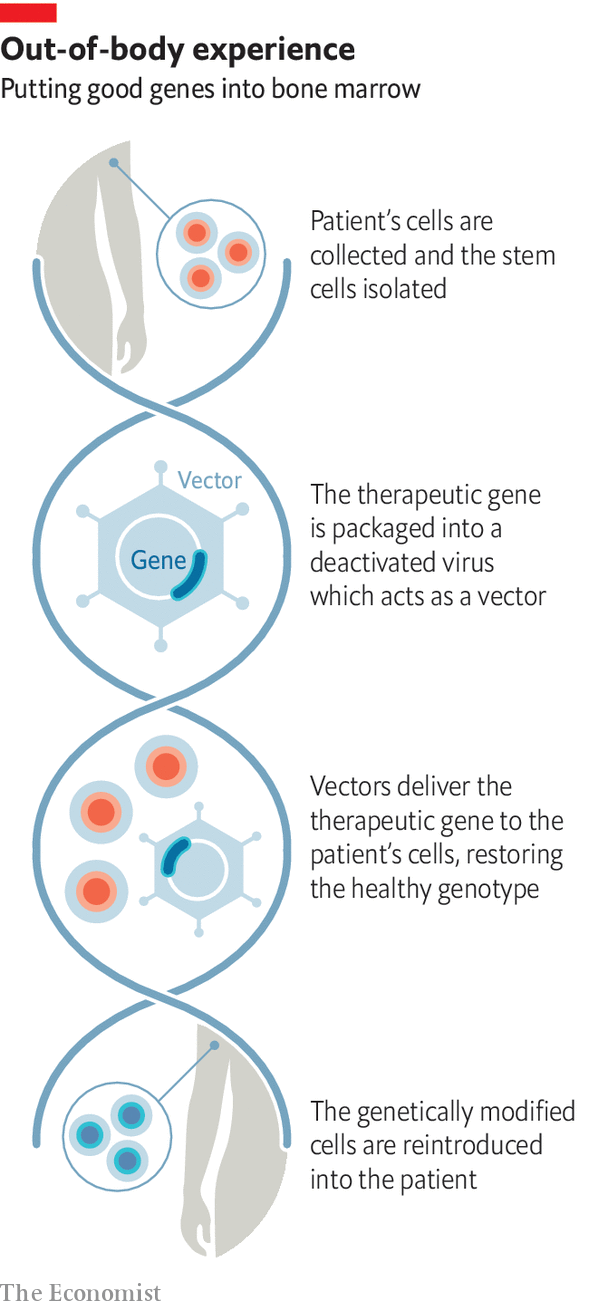 Out-of-body experience
Putting good genes into bone marrow
Patient’s cells are
collected and the stem
cells isolated
Vector
Gene
The therapeutic gene
is packaged into a
deactivated virus
which acts as a vector
Vectors deliver the
therapeutic gene to the
patient’s cells, restoring
the healthy genotype
The genetically modified
cells are reintroduced
into the patient
The Economist